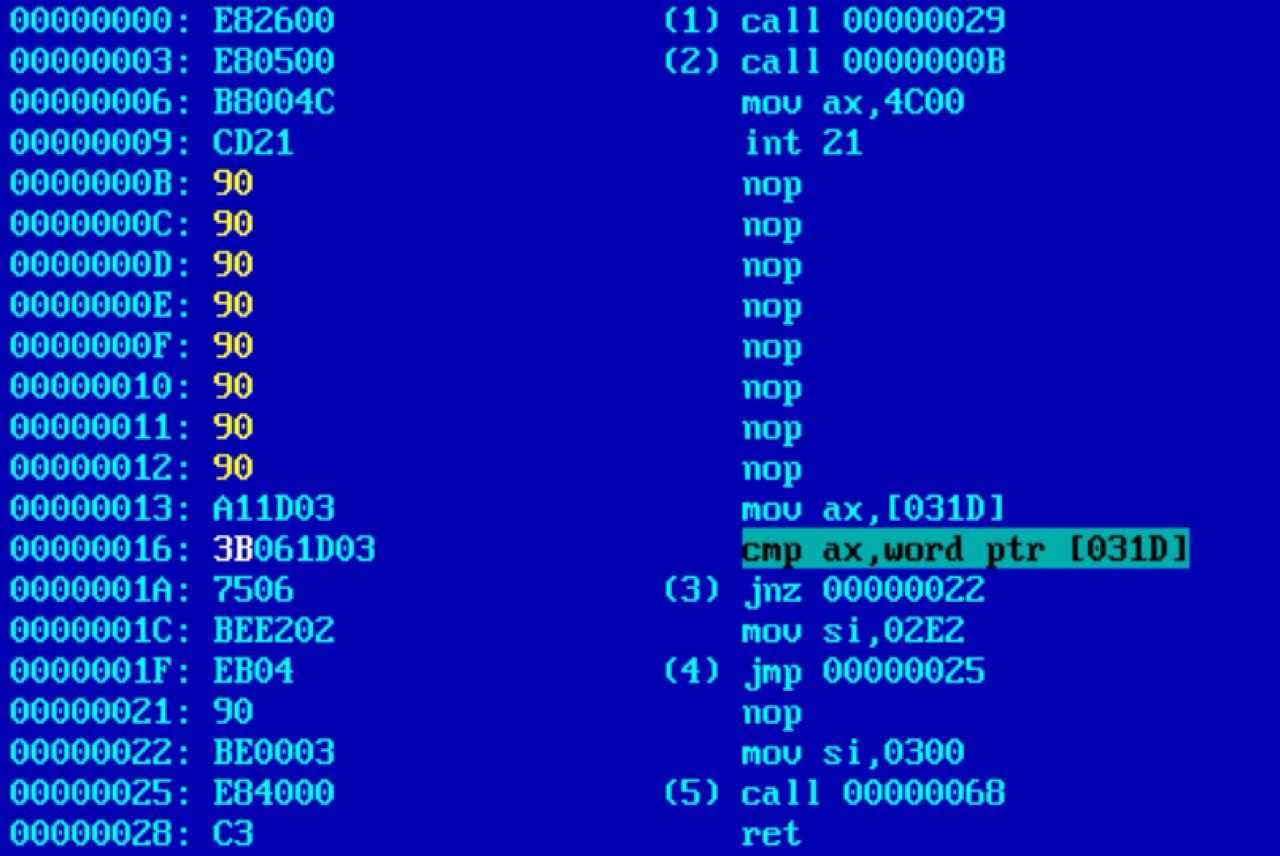 00000000: E82600 (1) call 00000029
00000003: E80500 (2) call 0000000B
00000006: B8004C mov ax,4C00
00000009: CD21 int 21
0000000B: 90 nop
0000000C: 90 nop
0000000D: 90 nop
0000000E: 90 nop
0000000F: 90 nop
00000010: 90 nop
00000011: 90 nop
00000012: 90 nop
00000013: A11D03 mov ax,[031D]
00000016: 3B061D03 cmp ax,word ptr [031D]
0000001A: 7506 (3) jnz 00000022
0000001C: BEE202 mov si,02E2
0000001F: EB04 (4) jmp 00000025
00000021: 90 nop
00000022: BE0003 mov si,0300
00000025: E84000 (5) call 00000068
00000028: C3 ret